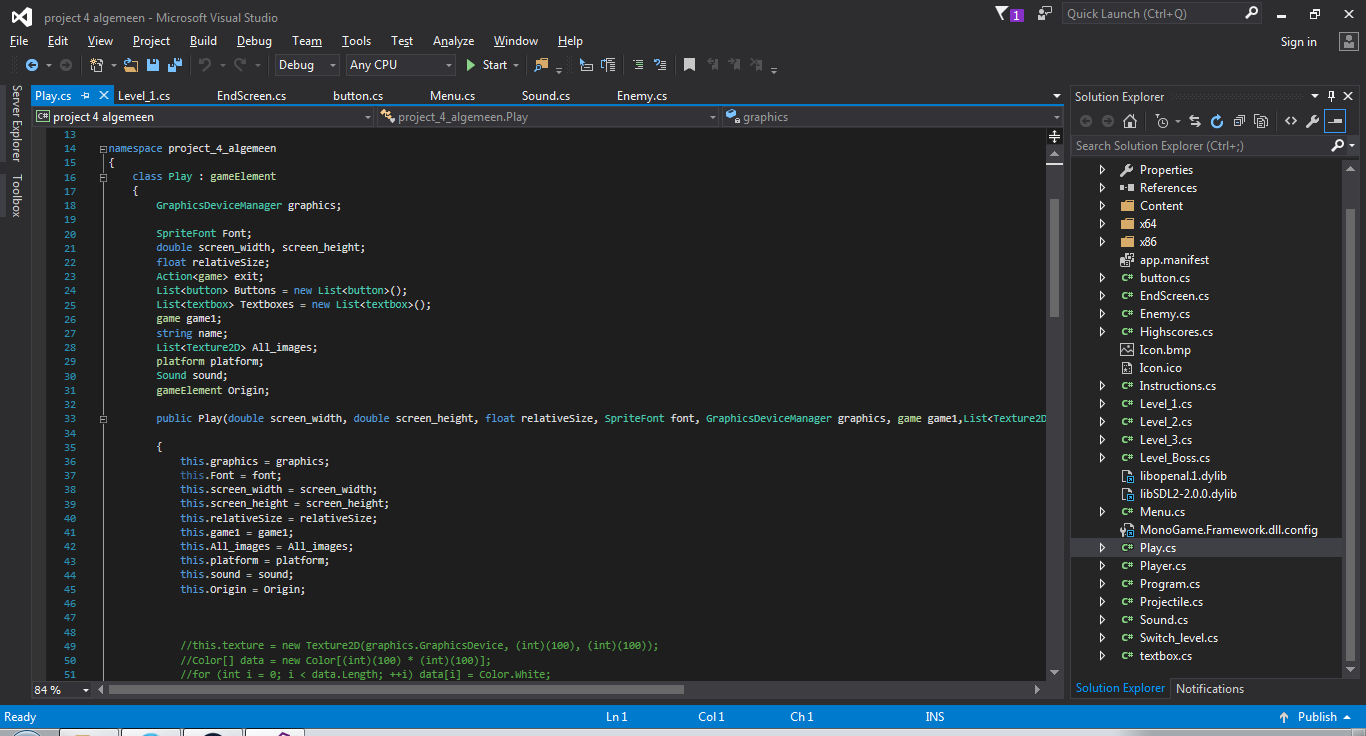 project 4 algemeen - Microsoft Visual Studio
1
Quick Launch (Ctrl+Q)
File Edit View Project Build Debug Team Tools Test Analyze Window Help
Sign in
Debug Any CPU Start
Server Explorer
Toolbox
Play.cs Level_1.cs EndScreen.cs button.cs Menu.cs Sound.cs Enemy.cs
C# project 4 algemeen project_4_algemeen.Play graphics
13
14 namespace project_4_algemeen
15 {
16 class Play : gameElement
17 {
18 GraphicsDeviceManager graphics;
19
20 SpriteFont Font;
21 double screen_width, screen_height;
22 float relativeSize;
23 Action<game> exit;
24 List<button> Buttons = new List<button>();
25 List<textbox> Textboxes = new List<textbox>();
26 game game1;
27 string name;
28 List<Texture2D> All_images;
29 platform platform;
30 Sound sound;
31 gameElement Origin;
32
33 public Play(double screen_width, double screen_height, float relativeSize, SpriteFont font, GraphicsDeviceManager graphics, game game1,List<Texture2D
34
35 {
36 this.graphics = graphics;
37 this.Font = font;
38 this.screen_width = screen_width;
39 this.screen_height = screen_height;
40 this.relativeSize = relativeSize;
41 this.game1 = game1;
42 this.All_images = All_images;
43 this.platform = platform;
44 this.sound = sound;
45 this.Origin = Origin;
46
47
48
49 //this.texture = new Texture2D(graphics.GraphicsDevice, (int)(100), (int)(100));
50 //Color[] data = new Color[(int)(100) * (int)(100)];
51 //for (int i = 0; i < data.Length; ++i) data[i] = Color.White;
84 %
Solution Explorer
Search Solution Explorer (Ctrl+;)
Properties
References
Content
x64
x86
app.manifest
C# button.cs
C# EndScreen.cs
C# Enemy.cs
C# Highscores.cs
Icon.bmp
Icon.ico
C# Instructions.cs
C# Level_1.cs
C# Level_2.cs
C# Level_3.cs
C# Level_Boss.cs
libopenal.1.dylib
libSDL2-2.0.0.dylib
C# Menu.cs
MonoGame.Framework.dll.config
C# Play.cs
C# Player.cs
C# Program.cs
C# Projectile.cs
C# Sound.cs
C# Switch_level.cs
C# textbox.cs
Solution Explorer Notifications
Ready Ln 1 Col 1 Ch 1 INS Publish